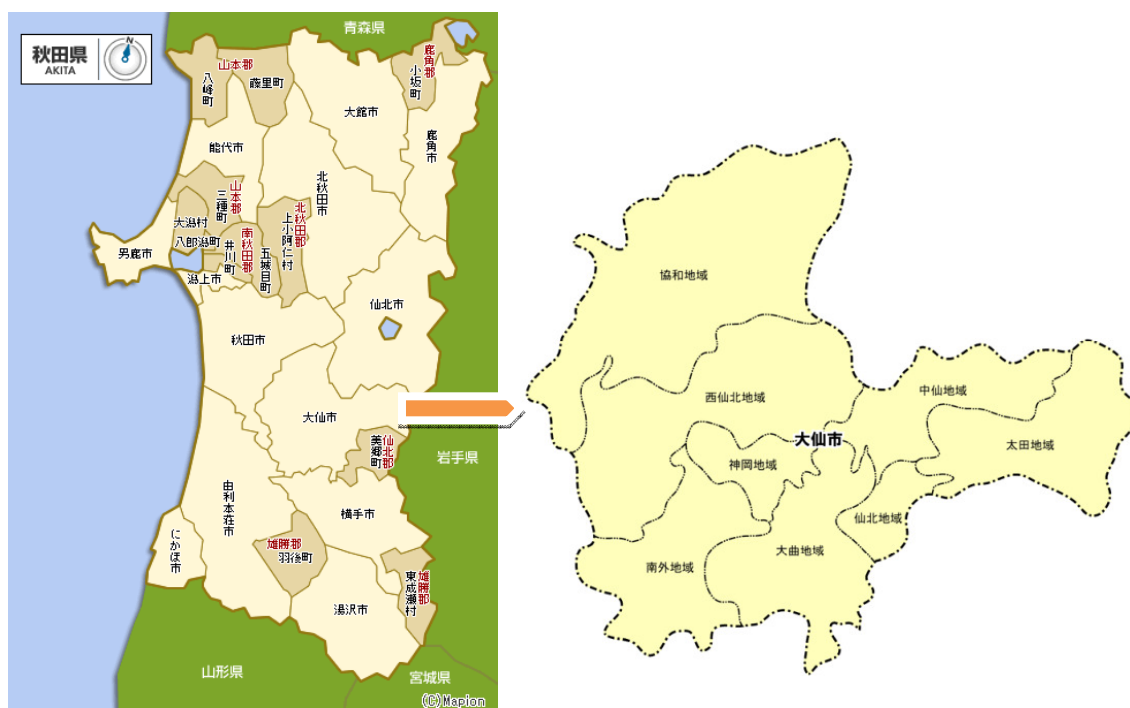 青森県
秋田県
AKITA
N
山本郡
八峰町
藤里町
鹿角郡
小坂町
大館市
鹿角市
能代市
北秋田市
山本郡
三種町
大潟村
八郎潟町
北秋田郡
上小阿仁村
南秋田郡
井川町
五城目町
男鹿市
潟上市
仙北市
秋田市
大仙市
仙北郡
美郷町
岩手県
由利本荘市
横手市
にかほ市
雄勝郡
羽後町
雄勝郡
東成瀬村
湯沢市
山形県
宮城県
(C)Mapion
協和地域
西仙北地域
中仙地域
大仙市
太田地域
神岡地域
仙北地域
大曲地域
南外地域